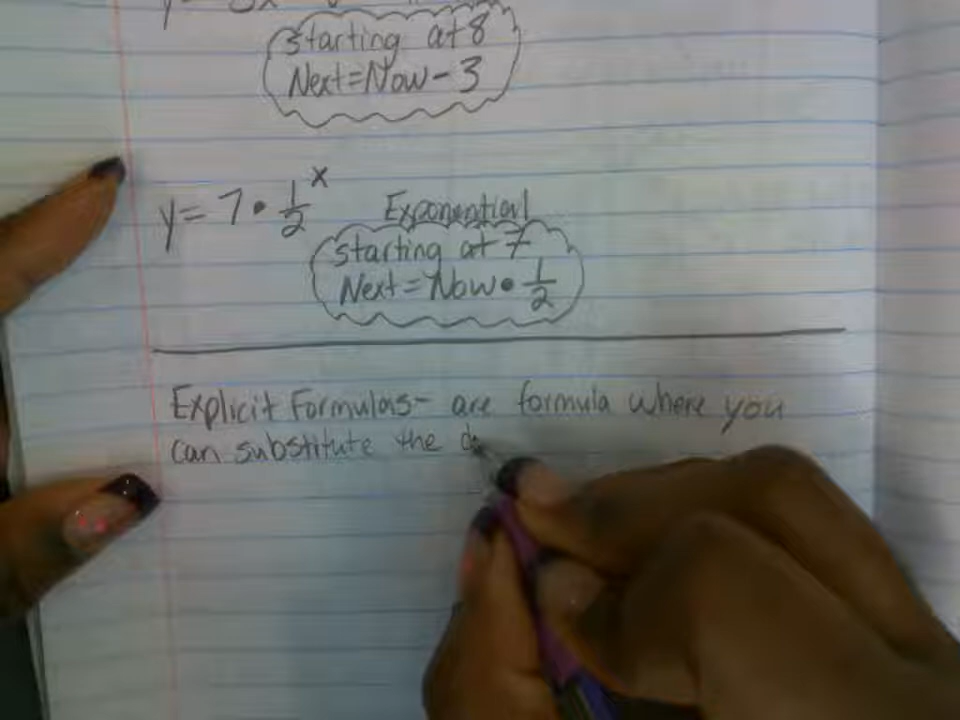 starting at 8
Next = Now - 3
y = 7 • 1/2^x Exponential
starting at 7
Next = Now • 1/2
Explicit Formulas - are formula where you
can substitute the